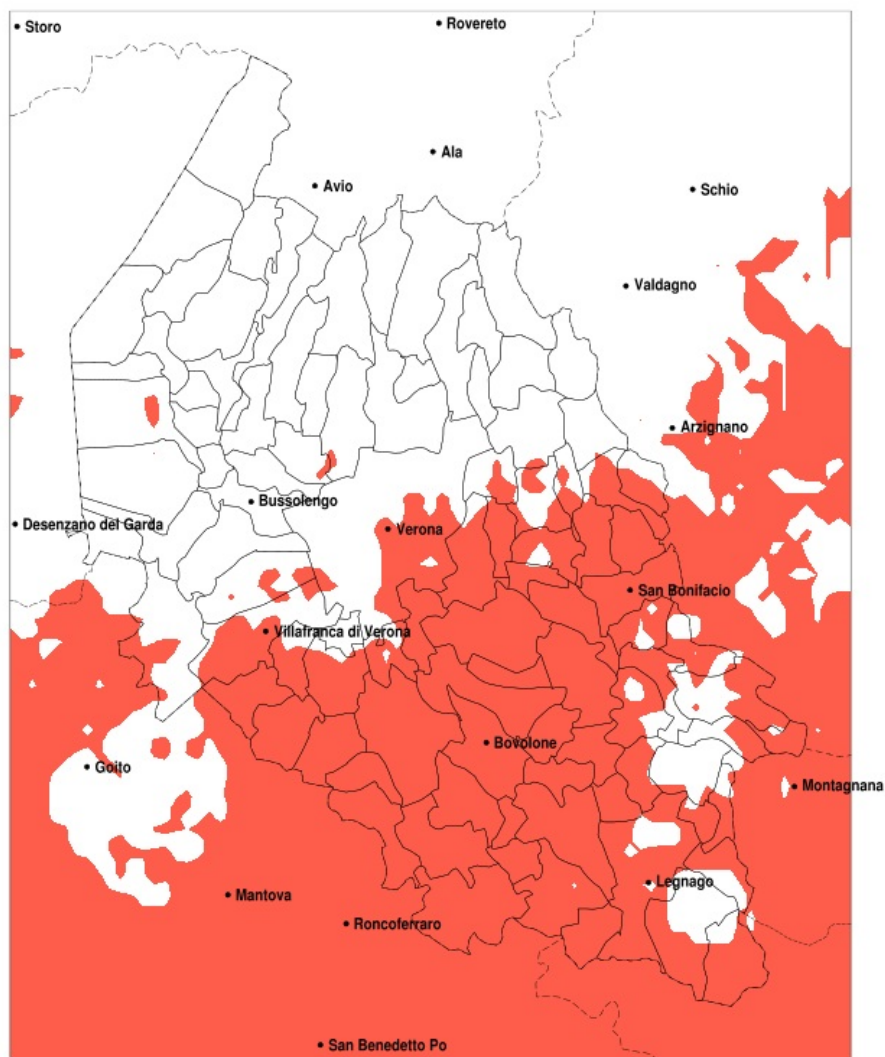 Storo
Rovereto
Ala
Avio
Schio
Valdagno
Arzignano
Bussolengo
Desenzano del Garda
Verona
San Bonifacio
Villafranca di Verona
Bovolone
Goito
Montagnana
Legnago
Mantova
Roncoferraro
San Benedetto Po